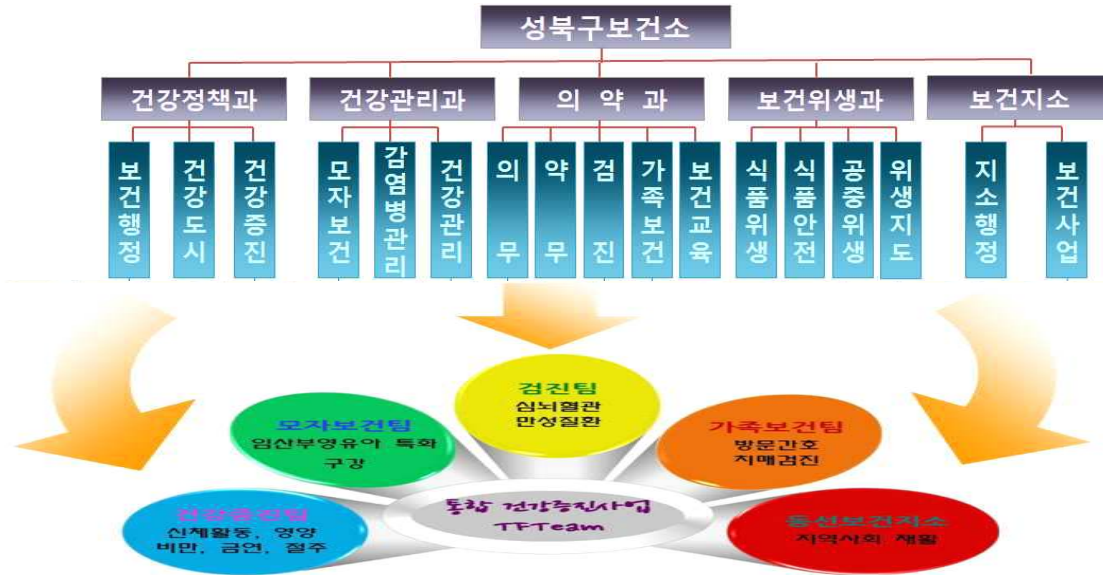 성북구보건소
건강정책과
건강관리과
의 약 과
보건위생과
보건지소
보건행정
건강도시
건강증진
모자보건
감염병관리
건강관리
의무
약무
검진
가족보건
보건교육
식품위생
식품안전
공중위생
위생지도
지소행정
보건사업
검진팀
심뇌혈관
만성질환
모자보건팀
임산부영유아 특화
구강
가족보건팀
방문간호
치매검진
건강증진팀
신체활동, 영양
비만, 금연, 절주
통합 건강증진사업
TFTeam
동선보건지소
지역사회 재활